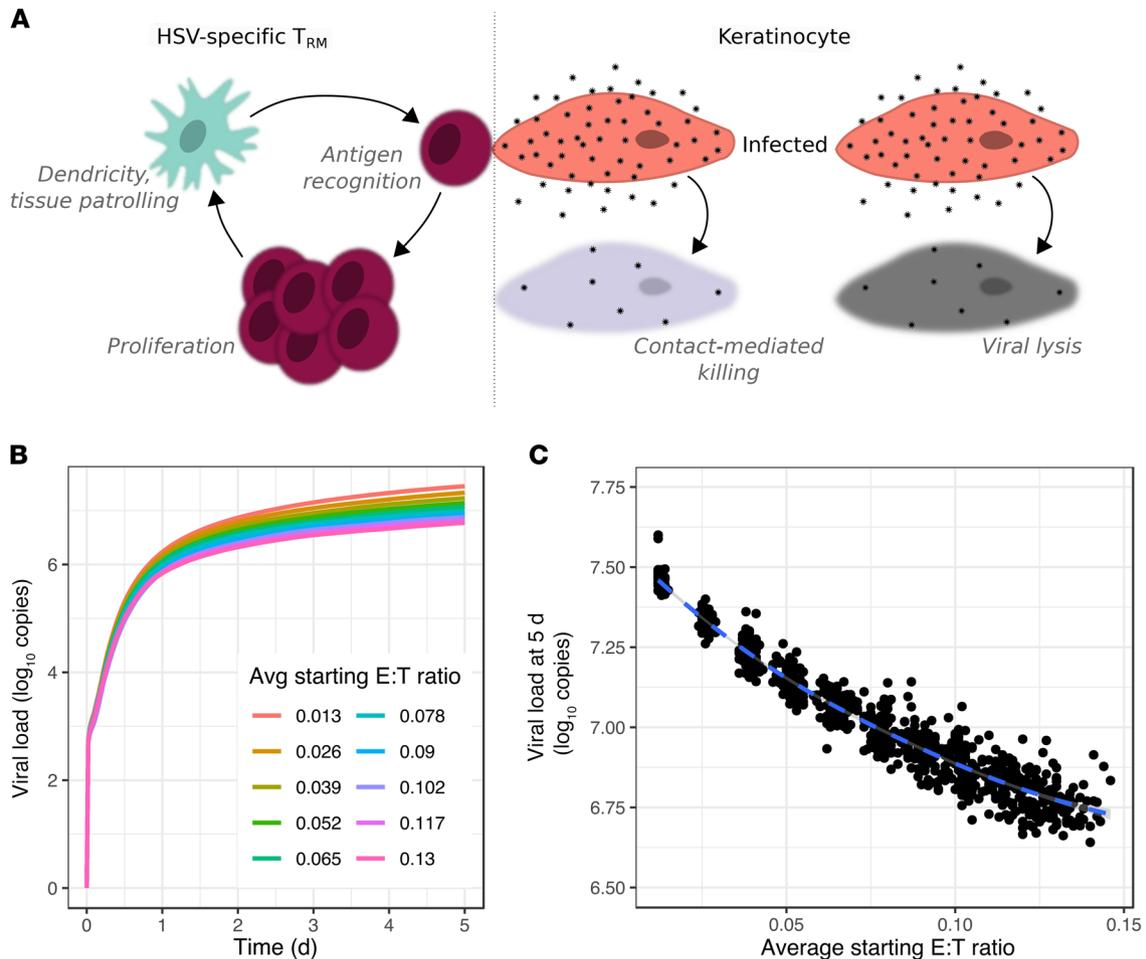 A
HSV-specific T_RM
Keratinocyte
Dendricity,
tissue patrolling
Antigen
recognition
Infected
Proliferation
Contact-mediated
killing
Viral lysis
B
Viral load (log₁₀ copies)
6
4
2
0
Avg starting E:T ratio
0.013
0.078
0.026
0.09
0.039
0.102
0.052
0.117
0.065
0.13
0
1
2
3
4
5
Time (d)
C
Viral load at 5 d
(log₁₀ copies)
7.75
7.50
7.25
7.00
6.75
6.50
0.05
0.10
0.15
Average starting E:T ratio